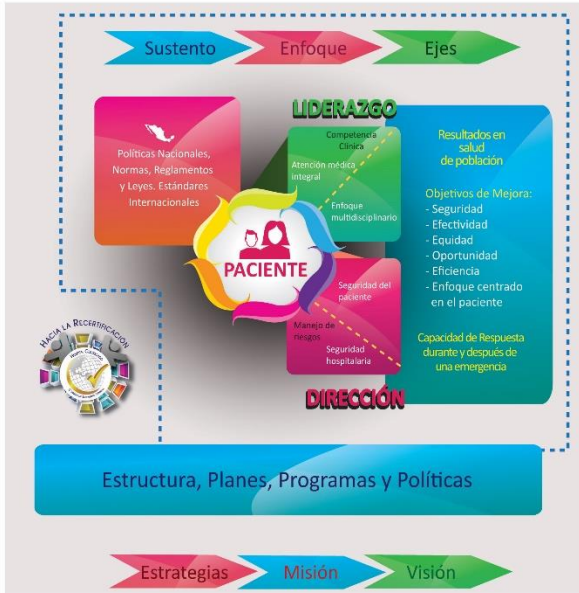 Sustento
Enfoque
Ejes
LIDERAZGO
Políticas Nacionales,
Normas, Reglamentos
y Leyes. Estándares
Internacionales
Competencia
Clínica
Atención médica
integral
Enfoque
multidisciplinario
PACIENTE
Seguridad del
paciente
Manejo de
riesgos
Seguridad
hospitalaria
DIRECCIÓN
Resultados en
salud
de población
Objetivos de Mejora:
- Seguridad
- Efectividad
- Equidad
- Oportunidad
- Eficiencia
- Enfoque centrado
en el paciente
Capacidad de Respuesta
durante y después de
una emergencia
HACIA LA RECERTIFICACIÓN
Estructura, Planes, Programas y Políticas
Estrategias
Misión
Visión